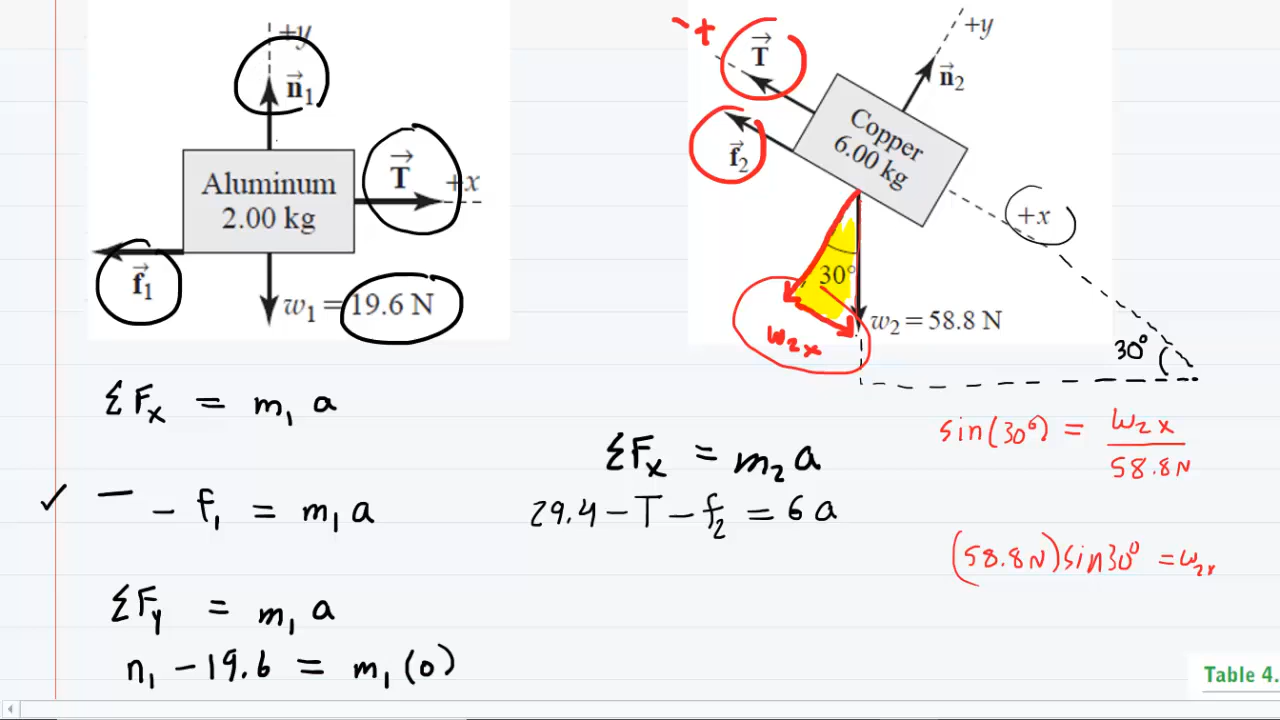 +y
n₁
Aluminum
2.00 kg
T
+x
f₁
w₁ = 19.6 N
ΣFₓ = m₁ a
✓ — - f₁ = m₁ a
ΣFy = m₁ a
n₁ - 19.6 = m₁ (0)
+y
- +
T
n₂
f₂
Copper
6.00 kg
+x
30°
w₂ = 58.8 N
w₂ₓ
30°
ΣFₓ = m₂ a
29.4 - T - f₂ = 6 a
sin(30°) = w₂ₓ
58.8N
(58.8N) sin30° = w₂ₓ
Table 4.